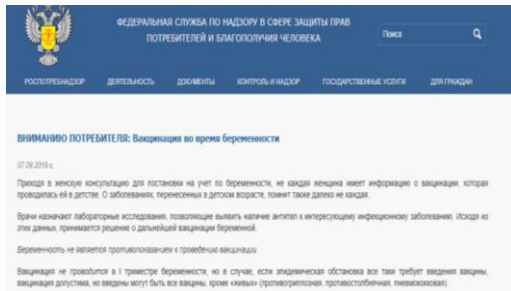 ФЕДЕРАЛЬНАЯ СЛУЖБА ПО НАДЗОРУ В СФЕРЕ ЗАЩИТЫ ПРАВ
ПОТРЕБИТЕЛЕЙ И БЛАГОПОЛУЧИЯ ЧЕЛОВЕКА
Поиск
РОСПОТРЕБНАДЗОР ДЕЯТЕЛЬНОСТЬ ДОКУМЕНТЫ КОНТРОЛЬ И НАДЗОР ГОСУДАРСТВЕННЫЕ УСЛУГИ ДЛЯ ГРАЖДАН
ВНИМАНИЮ ПОТРЕБИТЕЛЯ: Вакцинация во время беременности
07.09.2019 г.
Приходя в женскую консультацию для постановки на учет по беременности, не каждая женщина имеет информацию о вакцинации, которая
проводилась ей в детстве. О заболеваниях, перенесенных в детском возрасте, помнит также далеко не каждая.
Врачи назначают лабораторные исследования, позволяющие выявить наличие антител к интересующему инфекционному заболеванию. Исходя из
этих данных, принимается решение о дальнейшей вакцинации беременной.
Беременность не является противопоказанием к проведению вакцинации.
Вакцинация не проводится в I триместре беременности, но в случае, если эпидемическая обстановка все таки требует введения вакцины,
вакцинация допустима, но введены могут быть все вакцины, кроме «живых» (противогриппозная, противостолбнячная, пневмококковая).